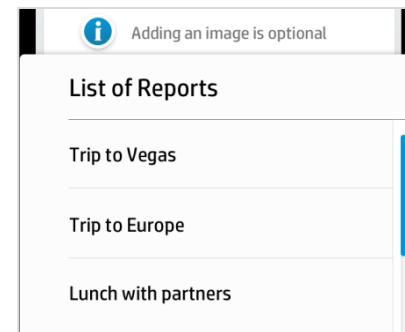 Adding an image is optional
List of Reports
Trip to Vegas
Trip to Europe
Lunch with partners